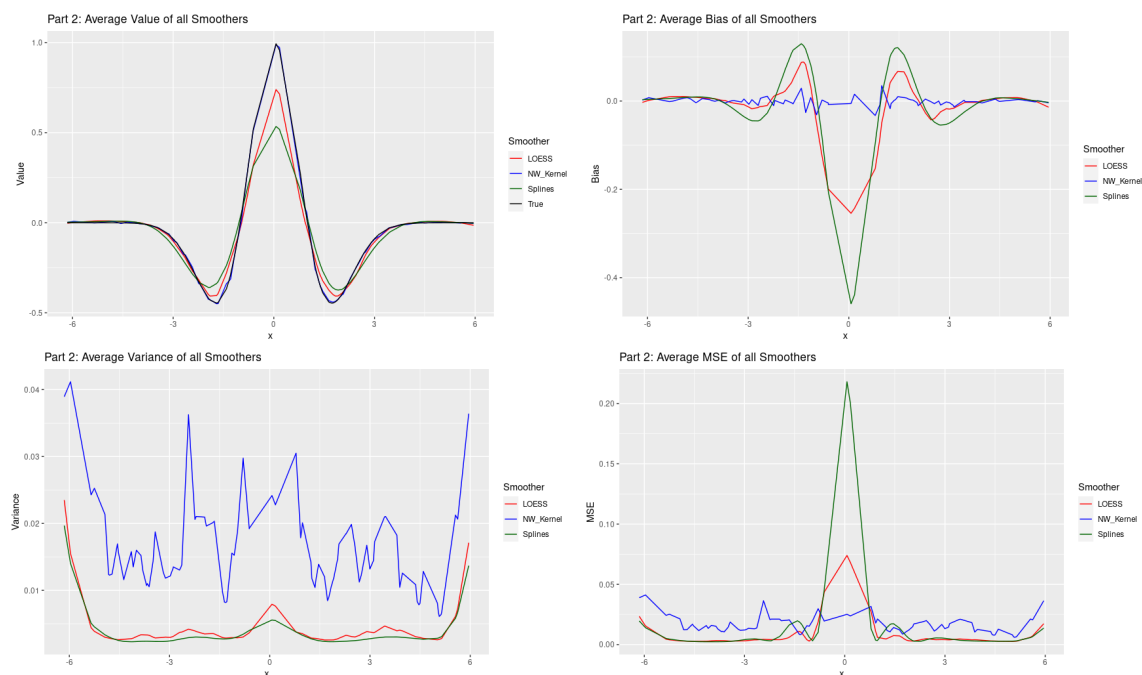 Part 2: Average Value of all Smoothers
1.0
0.5
0.0
-0.5
Value
-6
-3
0
3
6
x
Smoother
LOESS
NW_Kernel
Splines
True
Part 2: Average Bias of all Smoothers
0.0
-0.2
-0.4
Bias
-6
-3
0
3
6
x
Smoother
LOESS
NW_Kernel
Splines
Part 2: Average Variance of all Smoothers
0.04
0.03
0.02
0.01
Variance
-6
-3
0
3
6
x
Smoother
LOESS
NW_Kernel
Splines
Part 2: Average MSE of all Smoothers
0.20
0.15
0.10
0.05
0.00
MSE
-6
-3
0
3
6
x
Smoother
LOESS
NW_Kernel
Splines